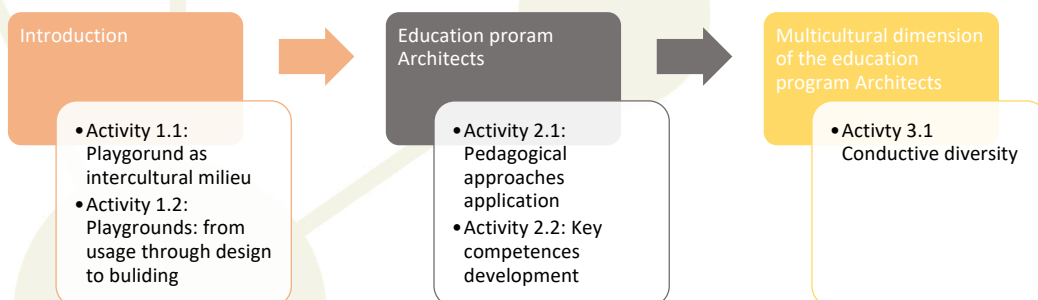 Introduction
•Activity 1.1:
Playgorund as
intercultural milieu
•Activity 1.2:
Playgrounds: from
usage through design
to buliding
Education proram
Architects
•Activity 2.1:
Pedagogical
approaches
application
•Activity 2.2: Key
competences
development
Multicultural dimension
of the education
program Architects
•Activty 3.1
Conductive diversity